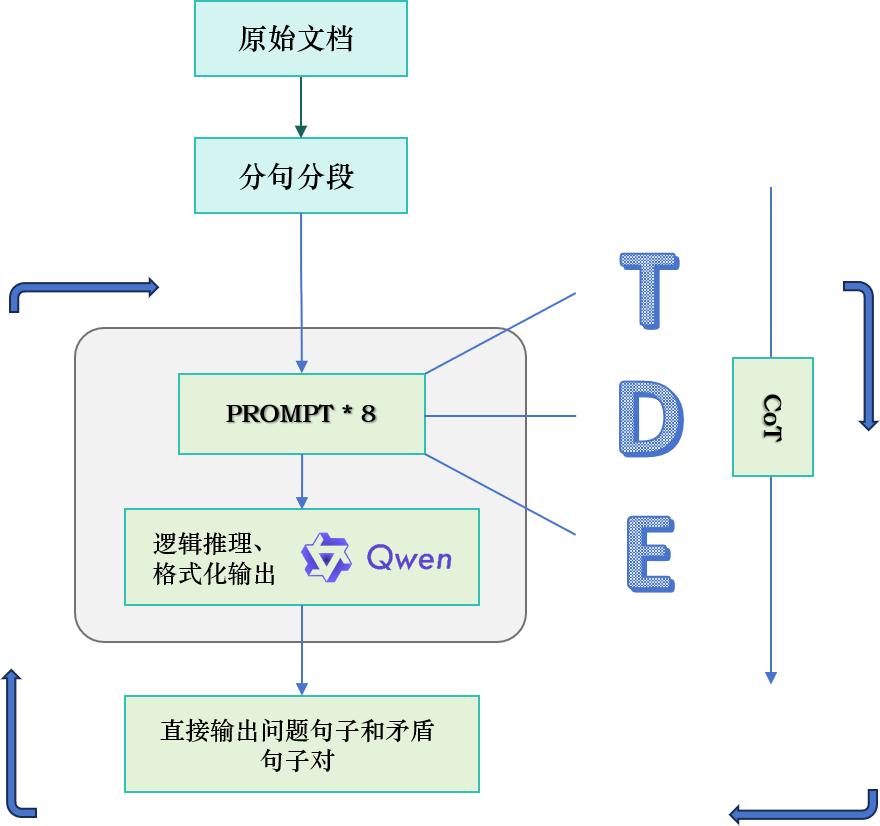 原始文档
分句分段
T
PROMPT * 8
D
CoT
逻辑推理、
格式化输出
Qwen
E
直接输出问题句子和矛盾
句子对